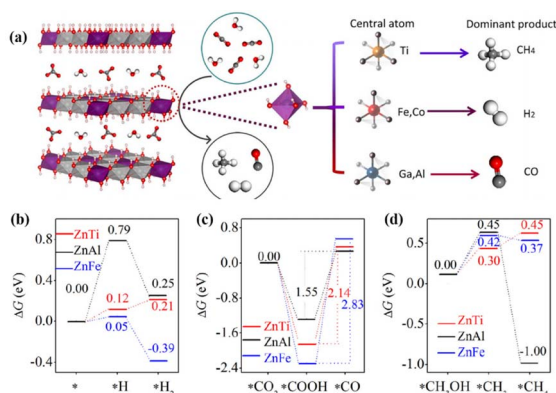 (a)
Central atom
Dominant product
Ti
CH₄
Fe,Co
H₂
Ga,Al
CO
(b)
ΔG (eV)
0.8
0.4
0.0
-0.4
ZnTi
ZnAl
ZnFe
0.00
0.79
0.12
0.05
0.25
0.21
-0.39
*
*H
*H₂
(c)
ΔG (eV)
0.0
-0.8
-1.6
-2.4
0.00
1.55
2.14
2.83
ZnTi
ZnAl
ZnFe
*CO₂
*COOH
*CO
(d)
ΔG (eV)
0.5
0.0
-0.5
-1.0
0.00
0.45
0.42
0.30
0.45
0.37
-1.00
ZnTi
ZnAl
ZnFe
*CH₃OH
*CH₃
*CH₄